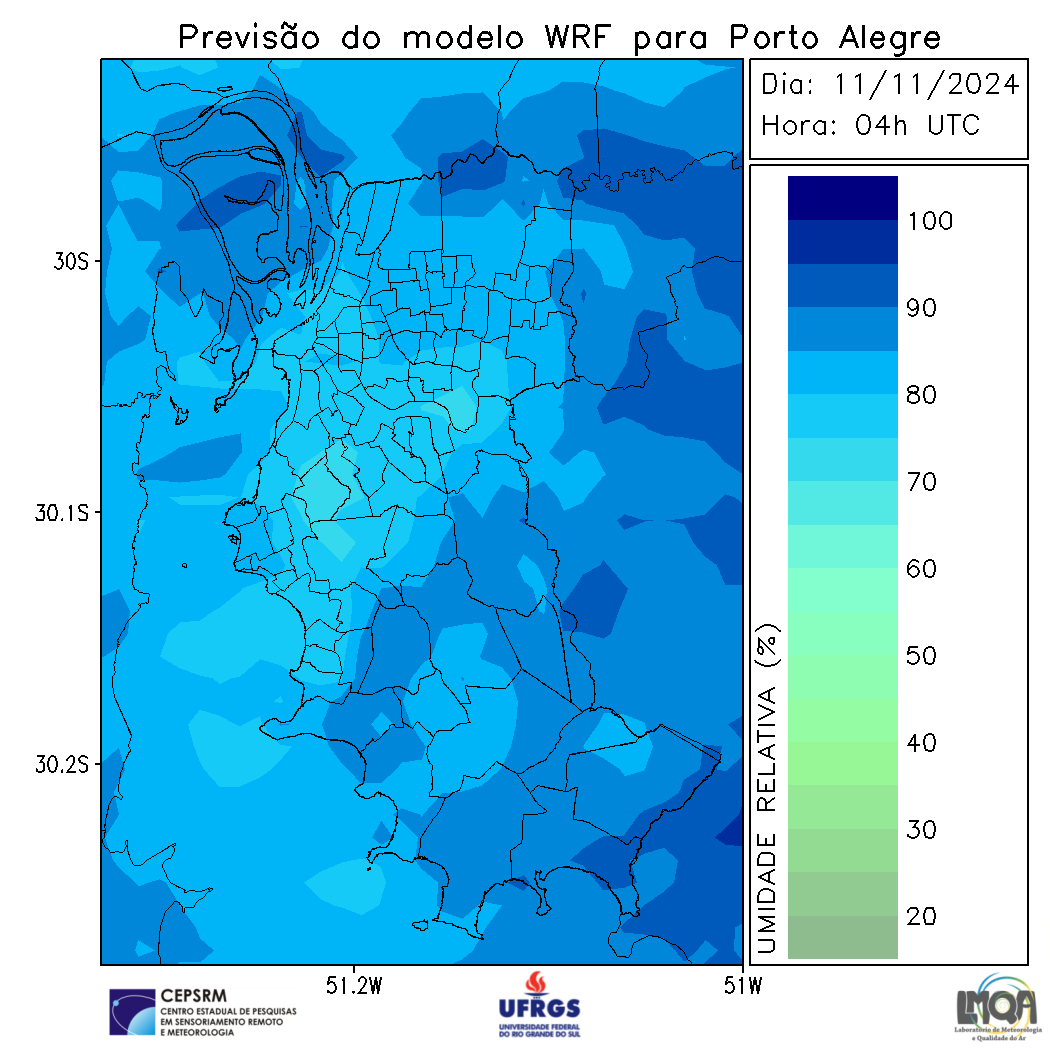 Previsão do modelo WRF para Porto Alegre
Dia: 11/11/2024
Hora: 04h UTC
30S
30.1S
30.2S
51.2W
51W
UMIDADE RELATIVA (%)
100
90
80
70
60
50
40
30
20
CEPSRM
CENTRO ESTADUAL DE PESQUISAS
EM SENSORIAMENTO REMOTO
E METEOROLOGIA
UFRGS
UNIVERSIDADE FEDERAL
DO RIO GRANDE DO SUL
LMQA
Laboratório de Meteorologia
e Qualidade do Ar